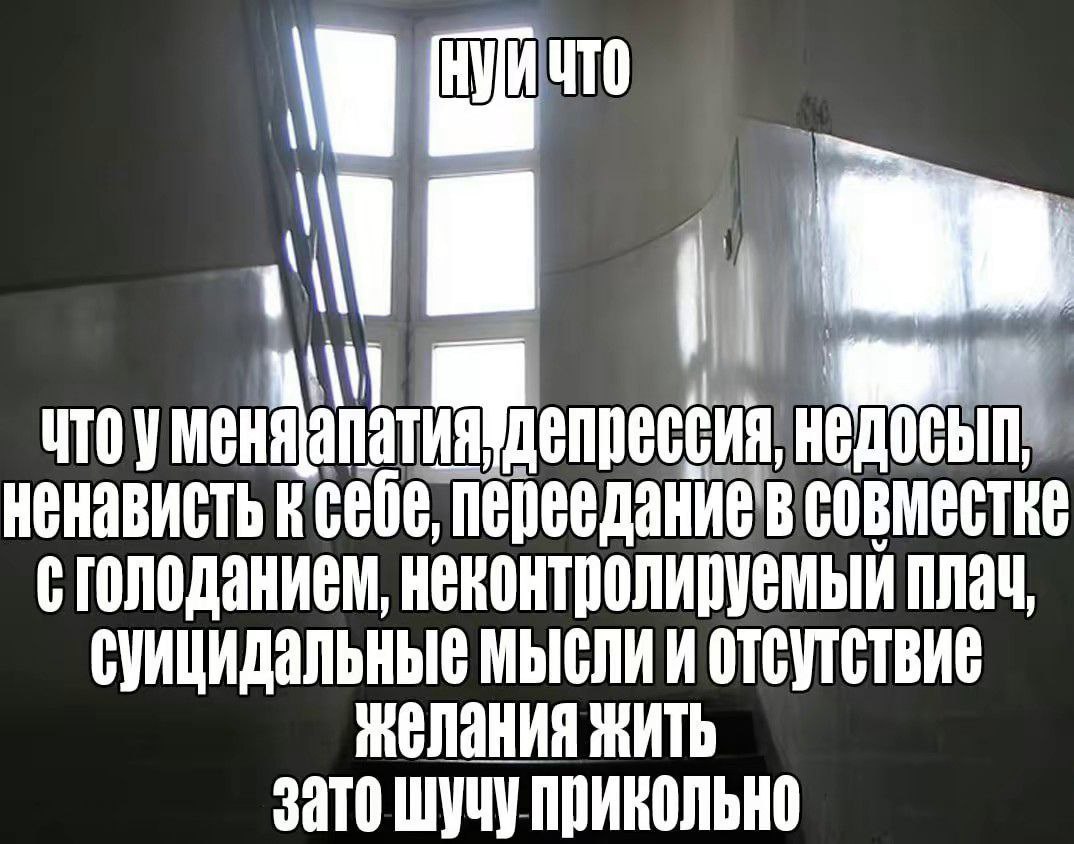 ну и что
что у меня апатия, депрессия, недосып,
ненависть к себе, переедание в совместке
с голоданием, неконтролируемый плач,
суицидальные мысли и отсутствие
желания жить
зато шучу прикольно